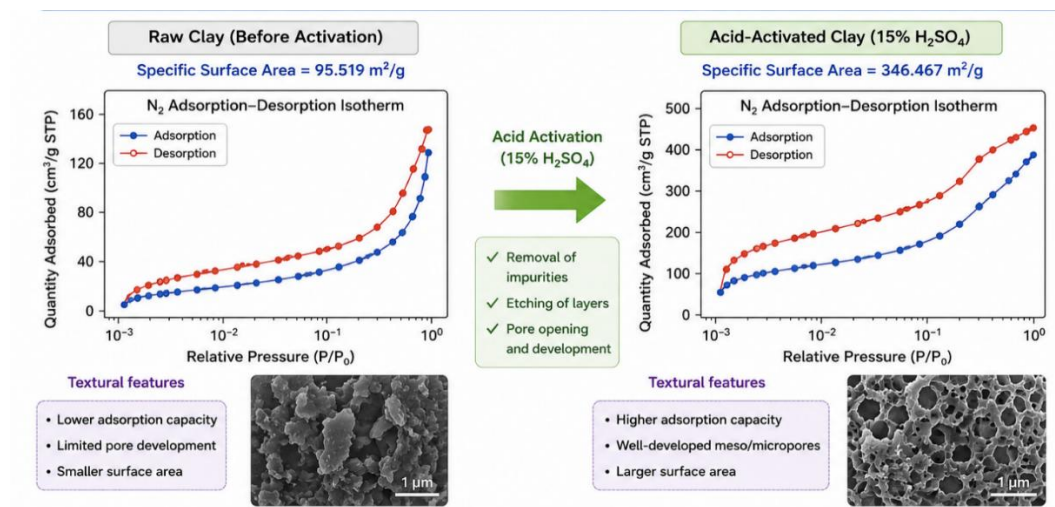 Raw Clay (Before Activation)
Specific Surface Area = 95.519 m²/g
N₂ Adsorption–Desorption Isotherm
Adsorption
Desorption
Quantity Adsorbed (cm³/g STP)
160
120
80
40
0
10⁻³
10⁻²
10⁻¹
10⁰
Relative Pressure (P/P₀)
Textural features
• Lower adsorption capacity
• Limited pore development
• Smaller surface area
1 µm
Acid Activation
(15% H₂SO₄)
✓ Removal of
impurities
✓ Etching of layers
✓ Pore opening
and development
Acid-Activated Clay (15% H₂SO₄)
Specific Surface Area = 346.467 m²/g
N₂ Adsorption–Desorption Isotherm
Adsorption
Desorption
Quantity Adsorbed (cm³/g STP)
500
400
300
200
100
0
10⁻³
10⁻²
10⁻¹
10⁰
Relative Pressure (P/P₀)
Textural features
• Higher adsorption capacity
• Well-developed meso/micropores
• Larger surface area
1 µm